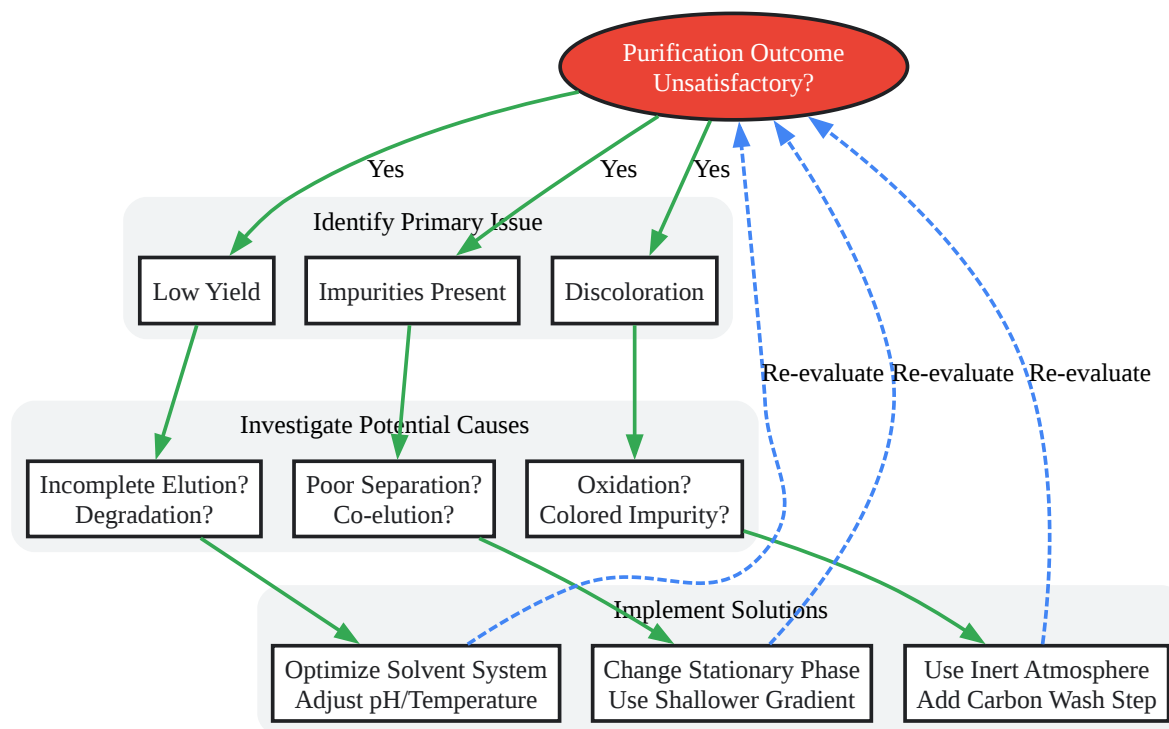 Purification Outcome
Unsatisfactory?
Yes
Yes
Yes
Identify Primary Issue
Low Yield
Impurities Present
Discoloration
Re-evaluate
Re-evaluate
Re-evaluate
Investigate Potential Causes
Incomplete Elution?
Degradation?
Poor Separation?
Co-elution?
Oxidation?
Colored Impurity?
Implement Solutions
Optimize Solvent System
Adjust pH/Temperature
Change Stationary Phase
Use Shallower Gradient
Use Inert Atmosphere
Add Carbon Wash Step